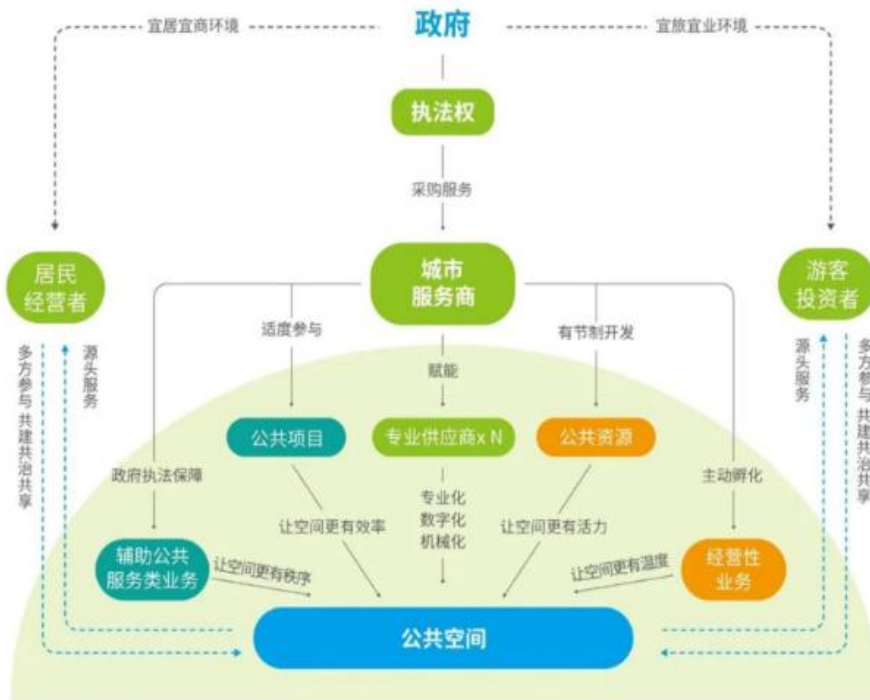 政府
宜居宜商环境
宜旅宜业环境
执法权
采购服务
居民
经营者
城市
服务商
游客
投资者
适度参与
有节制开发
赋能
多方参与 共建共治共享
源头服务
源头服务
多方参与 共建共治共享
公共项目
专业供应商x N
公共资源
政府执法保障
主动孵化
让空间更有效率
专业化
数字化
机械化
让空间更有活力
辅助公共
服务类业务
让空间更有秩序
让空间更有温度
经营性
业务
公共空间